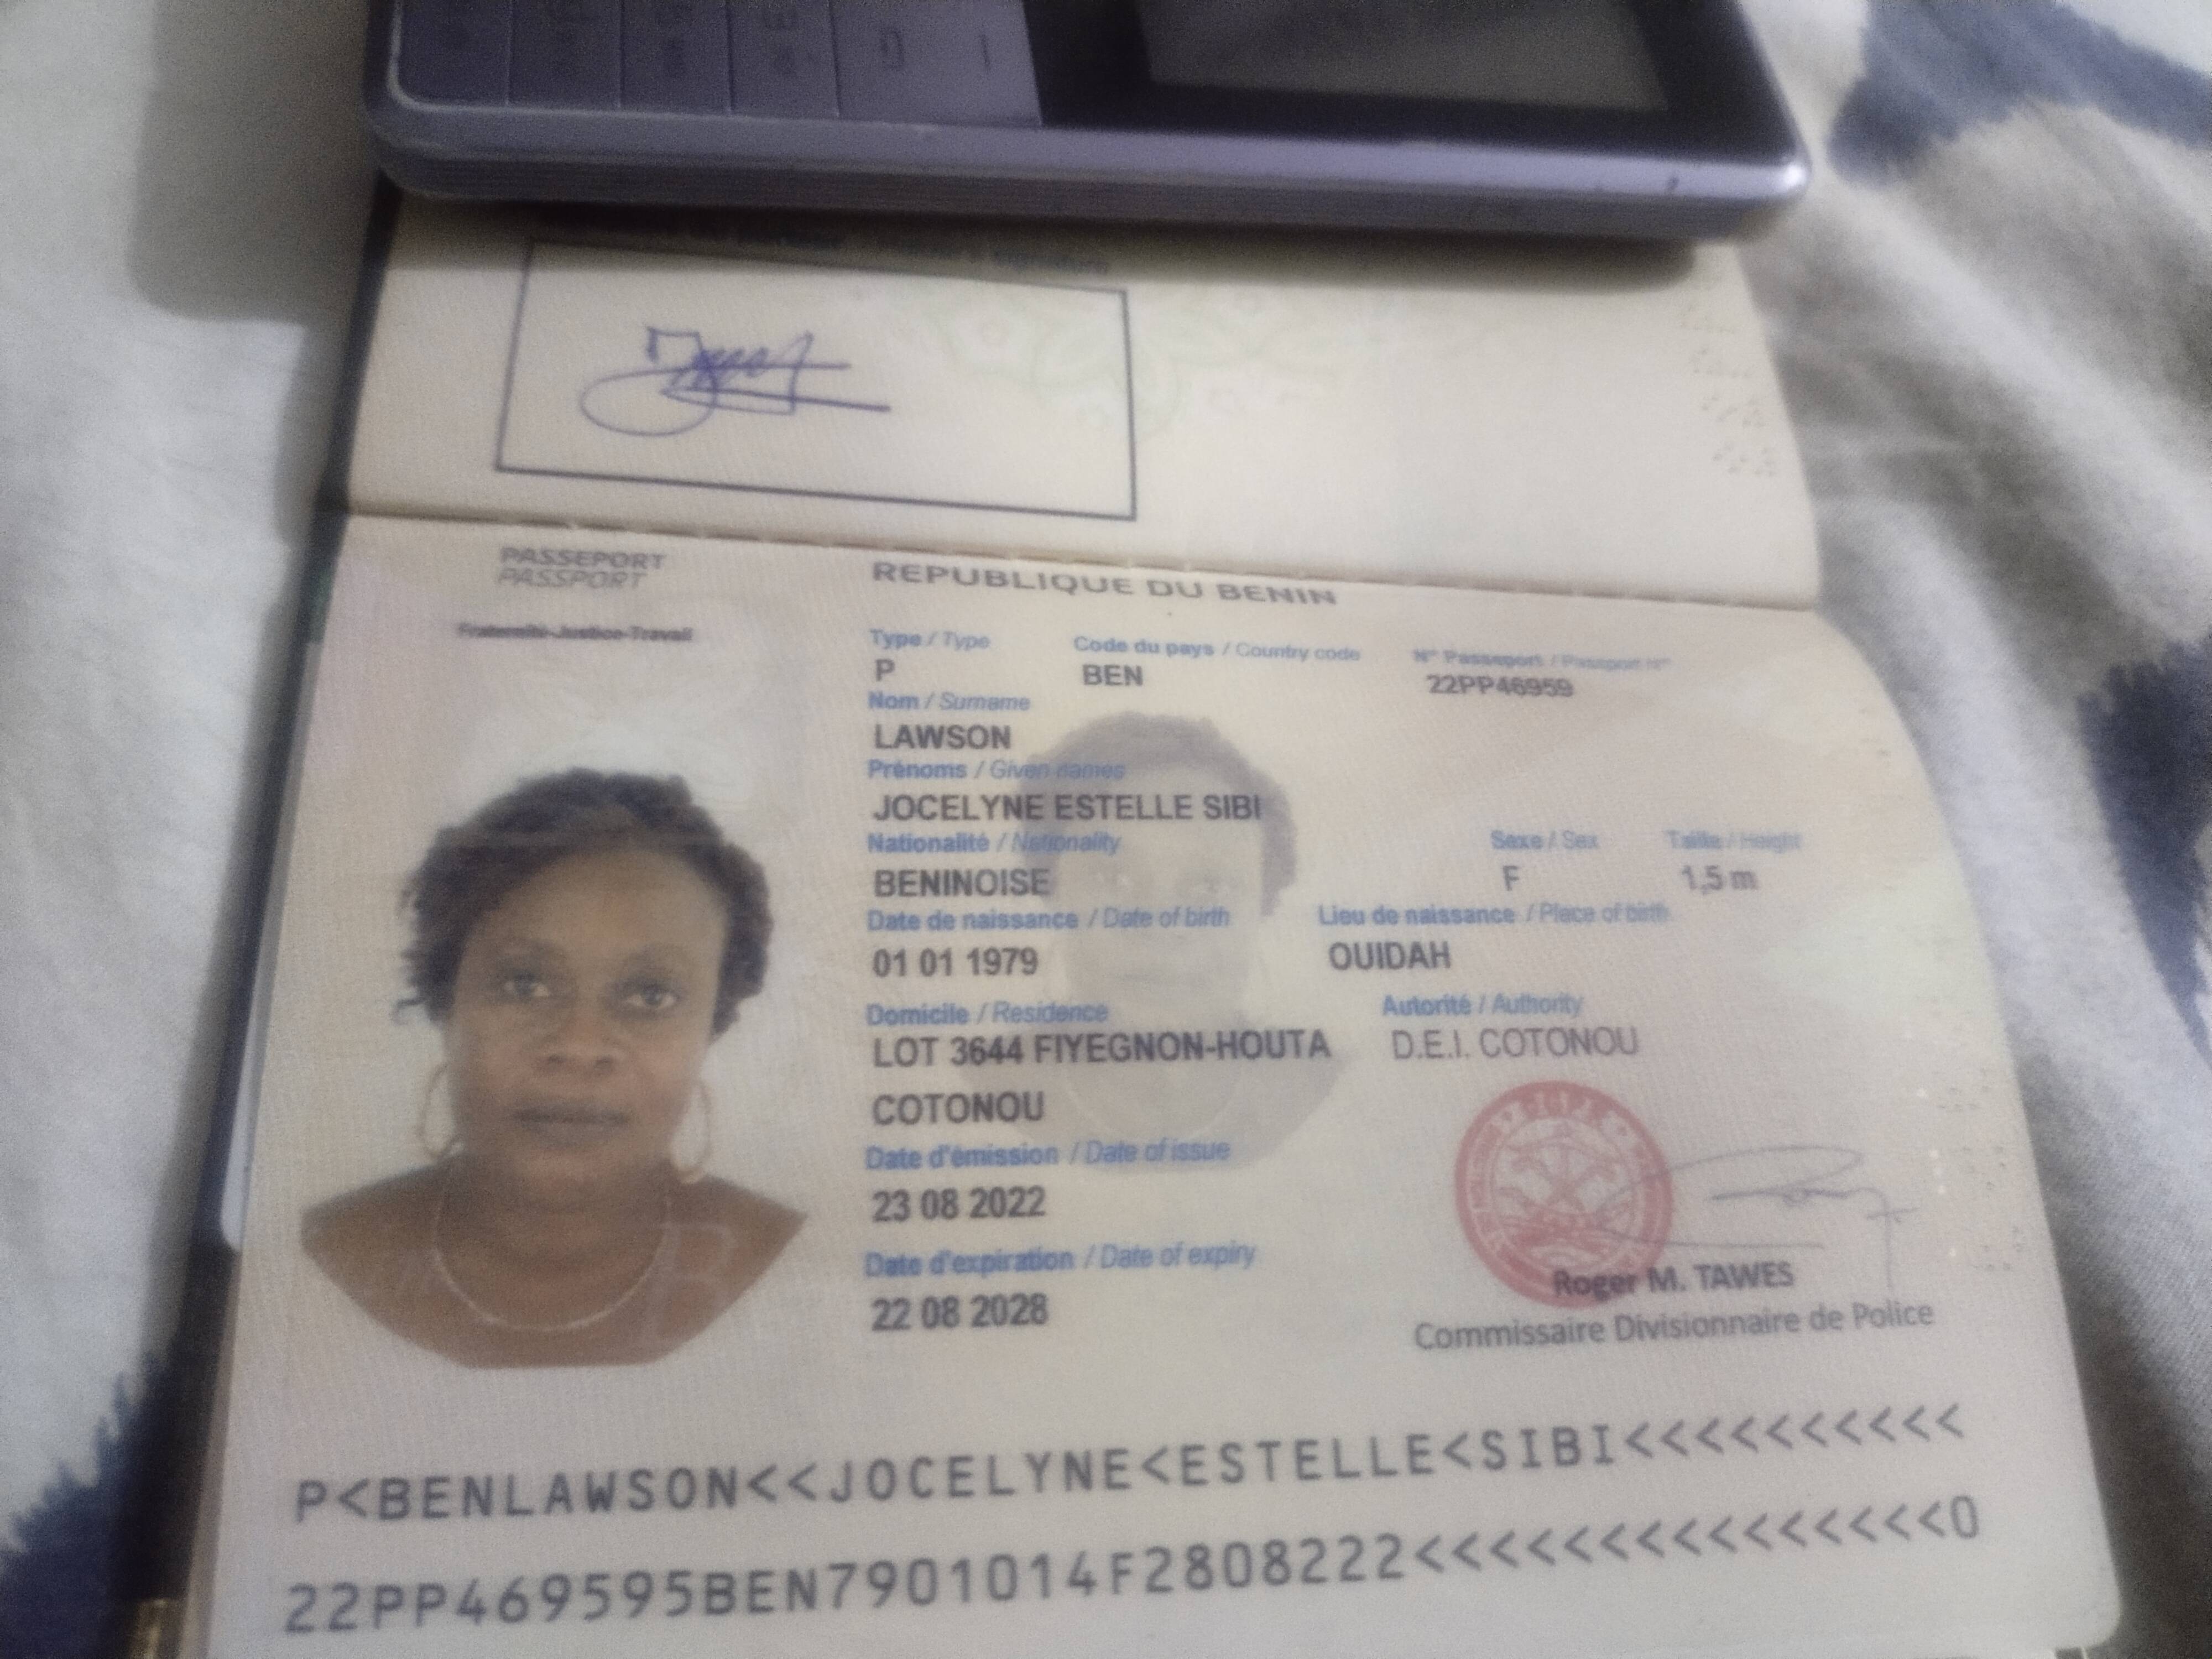 PASSEPORT
PASSPORT
Fraternité-Justice-Travail
REPUBLIQUE DU BENIN
Type / Type Code du pays / Country code N° Passeport / Passport N°
P BEN 22PP46959
Nom / Surname
LAWSON
Prénoms / Given names
JOCELYNE ESTELLE SIBI
Nationalité / Nationality Sexe / Sex Taille / Height
BENINOISE F 1,5 m
Date de naissance / Date of birth Lieu de naissance / Place of birth
01 01 1979 OUIDAH
Domicile / Residence Autorité / Authority
LOT 3644 FIYEGNON-HOUTA D.E.I. COTONOU
COTONOU
Date d'émission / Date of issue
23 08 2022
Date d'expiration / Date of expiry
22 08 2028
Roger M. TAWES
Commissaire Divisionnaire de Police
P<BENLAWSON<<JOCELYNE<ESTELLE<SIBI<<<<<<<<<<
22PP469595BEN7901014F2808222<<<<<<<<<<<<<<<0